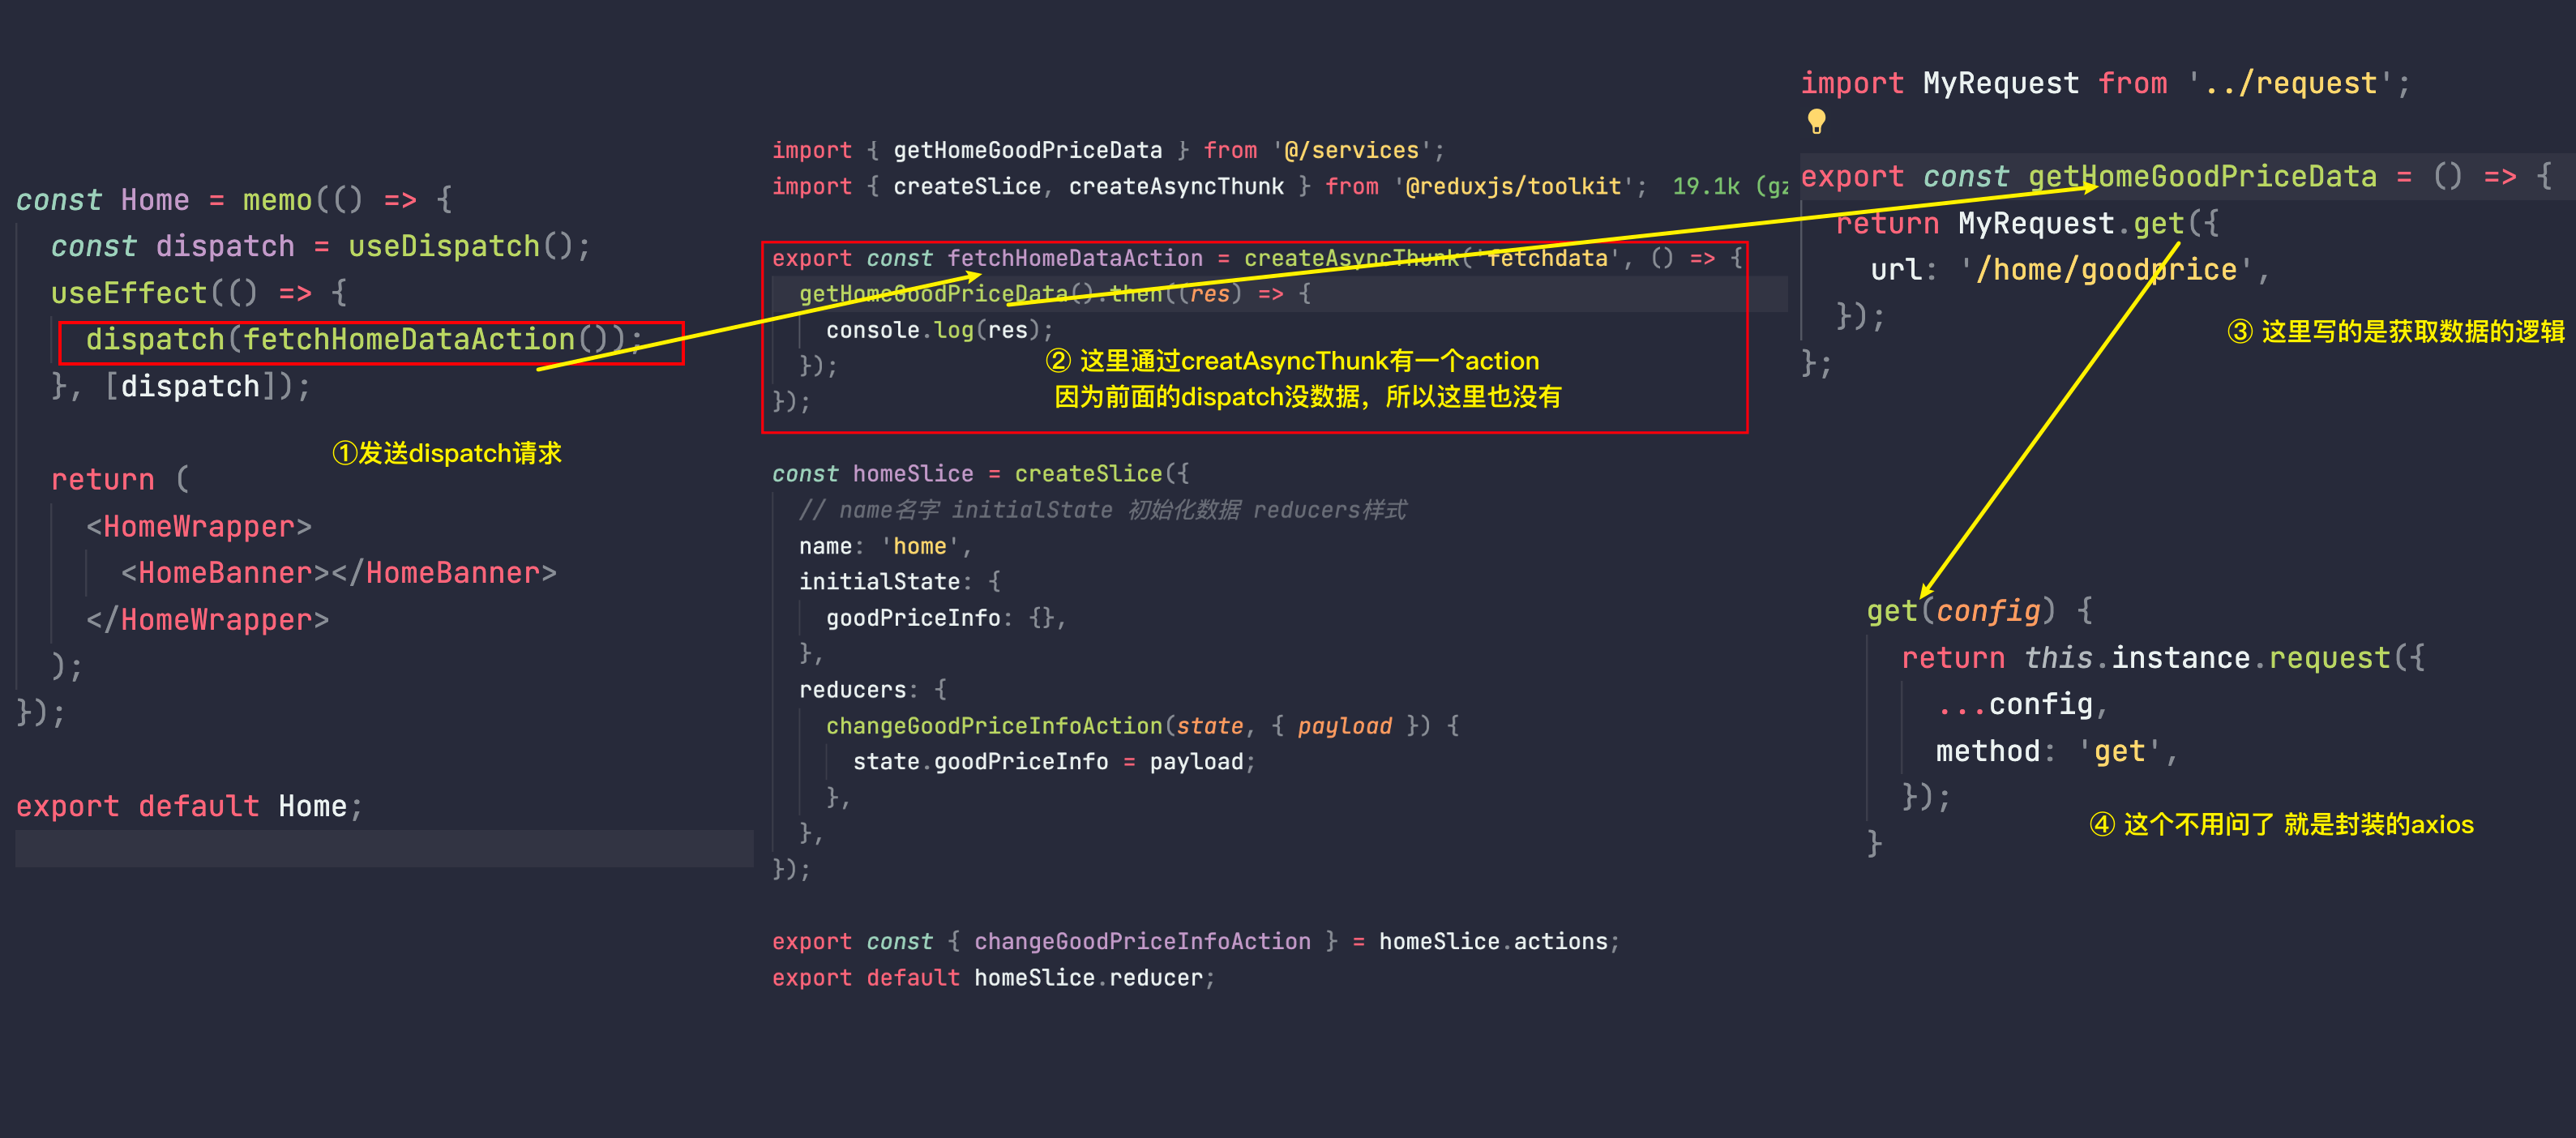 const Home = memo(() => {
const dispatch = useDispatch();
useEffect(() => {
dispatch(fetchHomeDataAction());
}, [dispatch]);
①发送dispatch请求
return (
<HomeWrapper>
<HomeBanner></HomeBanner>
</HomeWrapper>
);
});
export default Home;
import { getHomeGoodPriceData } from '@/services';
import { createSlice, createAsyncThunk } from '@reduxjs/toolkit'; 19.1k (gz
export const fetchHomeDataAction = createAsyncThunk('fetchdata', () => {
getHomeGoodPriceData().then((res) => {
console.log(res);
});
});
② 这里通过creatAsyncThunk有一个action
因为前面的dispatch没数据，所以这里也没有
const homeSlice = createSlice({
// name名字 initialState 初始化数据 reducers样式
name: 'home',
initialState: {
goodPriceInfo: {},
},
reducers: {
changeGoodPriceInfoAction(state, { payload }) {
state.goodPriceInfo = payload;
},
},
});
export const { changeGoodPriceInfoAction } = homeSlice.actions;
export default homeSlice.reducer;
import MyRequest from '../request';
export const getHomeGoodPriceData = () => {
return MyRequest.get({
url: '/home/goodprice',
});
};
③ 这里写的是获取数据的逻辑
get(config) {
return this.instance.request({
...config,
method: 'get',
});
}
④ 这个不用问了 就是封装的axios